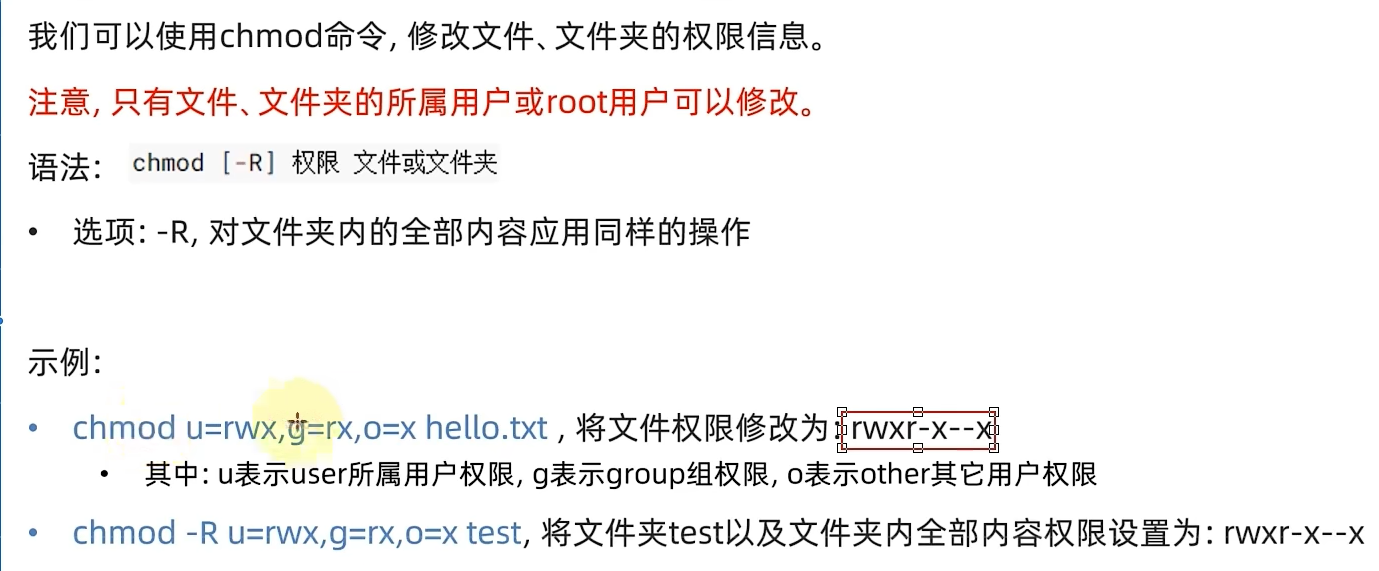 我们可以使用chmod命令, 修改文件、文件夹的权限信息。
注意, 只有文件、文件夹的所属用户或root用户可以修改。
语法: chmod [-R] 权限 文件或文件夹
• 选项: -R, 对文件夹内的全部内容应用同样的操作
示例:
• chmod u=rwx,g=rx,o=x hello.txt , 将文件权限修改为: rwxr-x--x
• 其中: u表示user所属用户权限, g表示group组权限, o表示other其它用户权限
• chmod -R u=rwx,g=rx,o=x test, 将文件夹test以及文件夹内全部内容权限设置为: rwxr-x--x